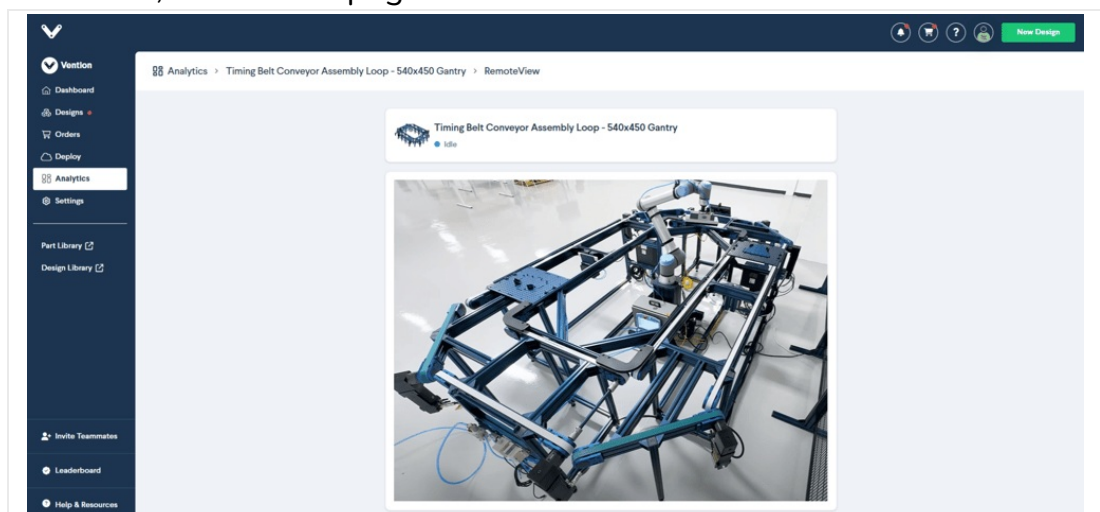 New Design
Vention
Analytics > Timing Belt Conveyor Assembly Loop - 540x450 Gantry > RemoteView
Dashboard
Designs
Orders
Deploy
Analytics
Settings
Part Library
Design Library
Invite Teammates
Leaderboard
Help & Resources
Timing Belt Conveyor Assembly Loop - 540x450 Gantry
Idle